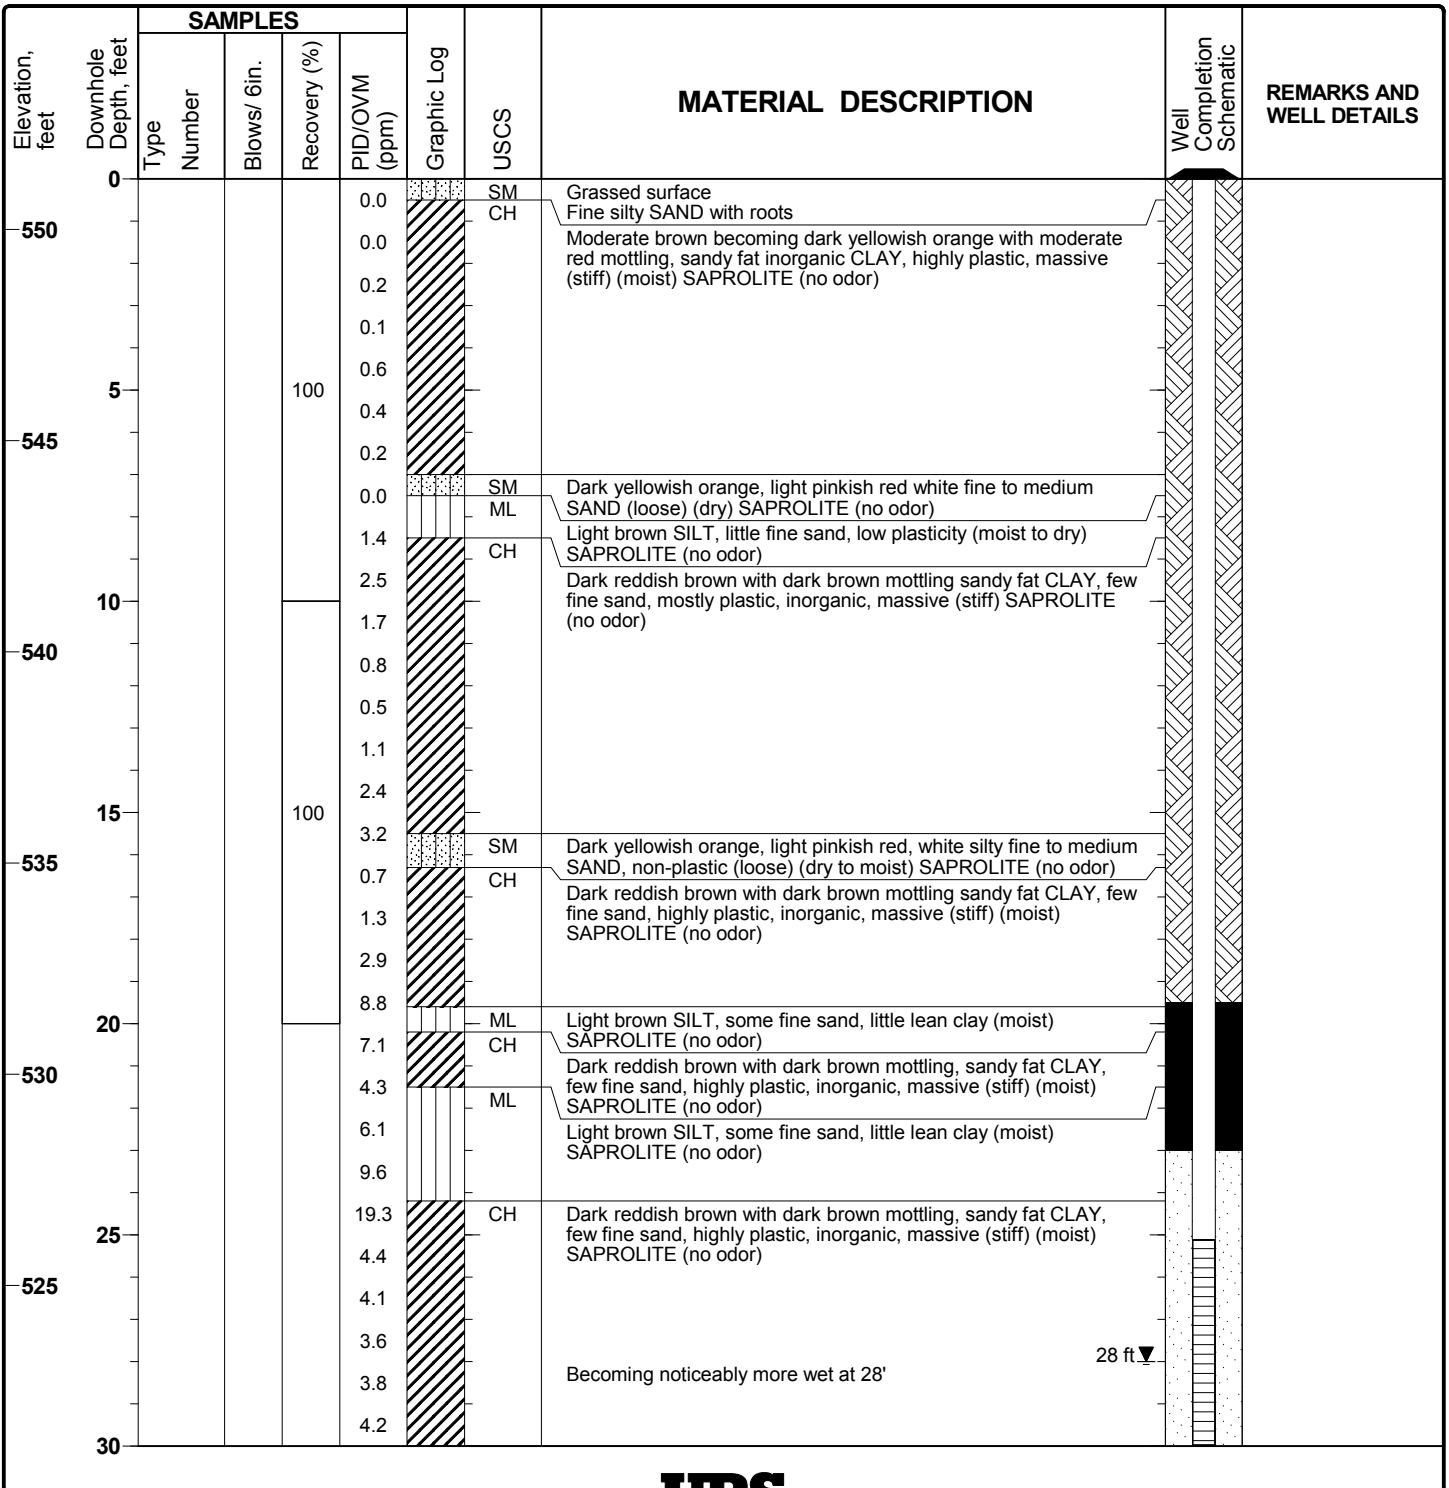 SAMPLES
Elevation,
feet
Downhole
Depth, feet
Type
Number
Blows/ 6in.
Recovery (%)
PID/OVM
(ppm)
Graphic Log
USCS
MATERIAL DESCRIPTION
Well
Completion
Schematic
REMARKS AND
WELL DETAILS
0
0.0
SM
Grassed surface
CH
Fine silty SAND with roots
550
0.0
Moderate brown becoming dark yellowish orange with moderate
red mottling, sandy fat inorganic CLAY, highly plastic, massive
(stiff) (moist) SAPROLITE (no odor)
0.2
0.1
0.6
5
100
0.4
545
0.2
0.0
SM
Dark yellowish orange, light pinkish red white fine to medium
ML
SAND (loose) (dry) SAPROLITE (no odor)
1.4
Light brown SILT, little fine sand, low plasticity (moist to dry)
CH
SAPROLITE (no odor)
2.5
Dark reddish brown with dark brown mottling sandy fat CLAY, few
10
fine sand, mostly plastic, inorganic, massive (stiff) SAPROLITE
1.7
(no odor)
540
0.8
0.5
1.1
2.4
15
100
3.2
SM
Dark yellowish orange, light pinkish red, white silty fine to medium
535
SAND, non-plastic (loose) (dry to moist) SAPROLITE (no odor)
0.7
CH
Dark reddish brown with dark brown mottling sandy fat CLAY, few
1.3
fine sand, highly plastic, inorganic, massive (stiff) (moist)
SAPROLITE (no odor)
2.9
8.8
20
ML
Light brown SILT, some fine sand, little lean clay (moist)
7.1
CH
SAPROLITE (no odor)
530
Dark reddish brown with dark brown mottling, sandy fat CLAY,
4.3
few fine sand, highly plastic, inorganic, massive (stiff) (moist)
ML
SAPROLITE (no odor)
6.1
Light brown SILT, some fine sand, little lean clay (moist)
SAPROLITE (no odor)
9.6
19.3
CH
Dark reddish brown with dark brown mottling, sandy fat CLAY,
25
few fine sand, highly plastic, inorganic, massive (stiff) (moist)
4.4
SAPROLITE (no odor)
525
4.1
3.6
28 ft
3.8
Becoming noticeably more wet at 28'
4.2
30